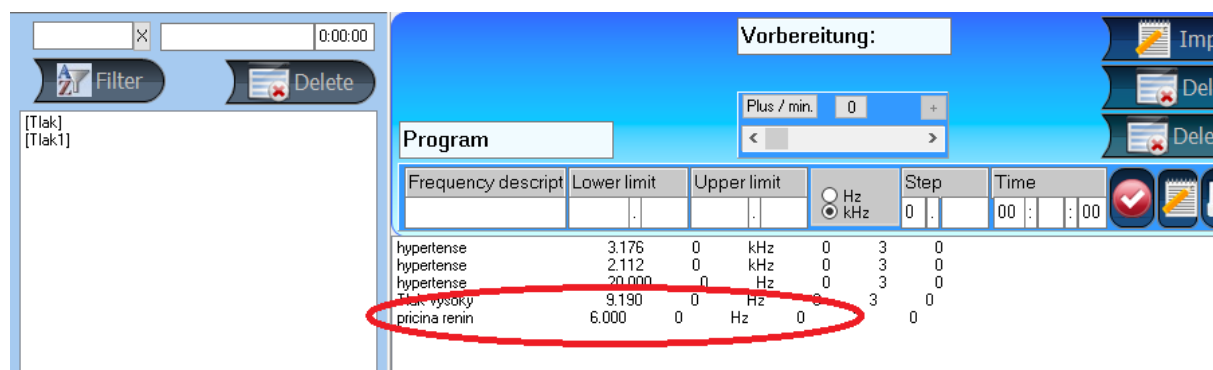 X 0:00:00
Filter Delete
[Tlak]
[Tlak1]
Vorbereitung:
Plus / min. 0 +
< >
Program
Imp
Del
Dele
Frequency descript Lower limit Upper limit Hz kHz Step Time
. . 0 . 00 : : 00
hypertense 3.176 0 kHz 0 3 0
hypertense 2.112 0 kHz 0 3 0
hypertense 20.000 0 Hz 0 3 0
Tlak vysoky 9.190 0 Hz 0 3 0
pricina renin 6.000 0 Hz 0 0